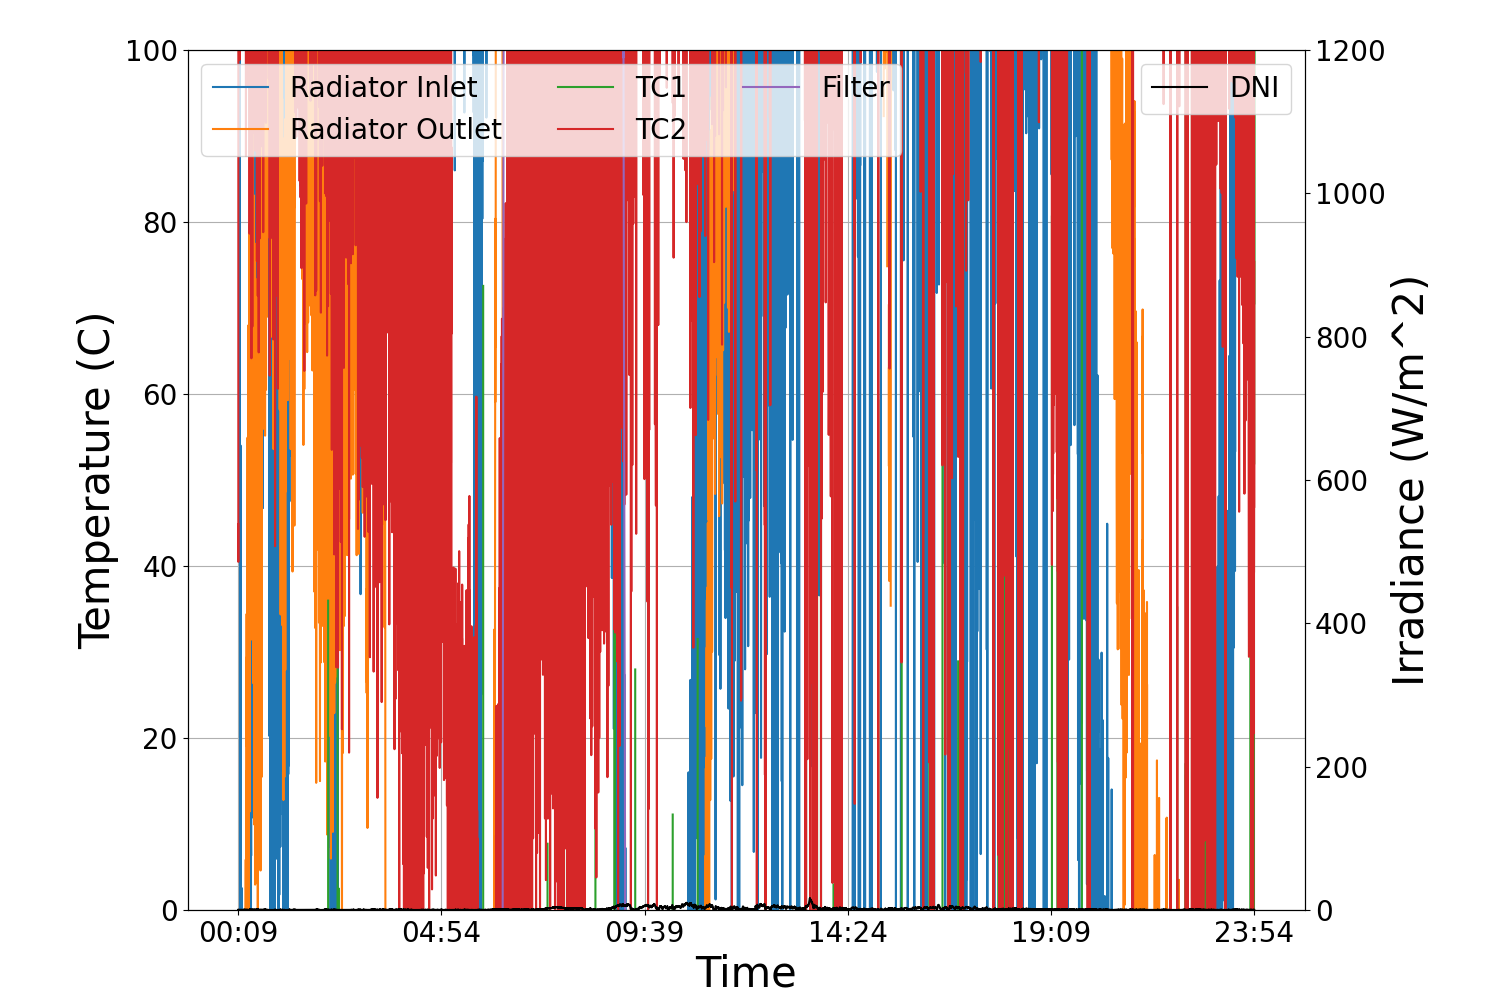 100
80
60
40
20
0
Temperature (C)
Radiator Inlet
Radiator Outlet
TC1
TC2
Filter
DNI
1200
1000
800
600
400
200
0
Irradiance (W/m^2)
00:09
04:54
09:39
14:24
19:09
23:54
Time